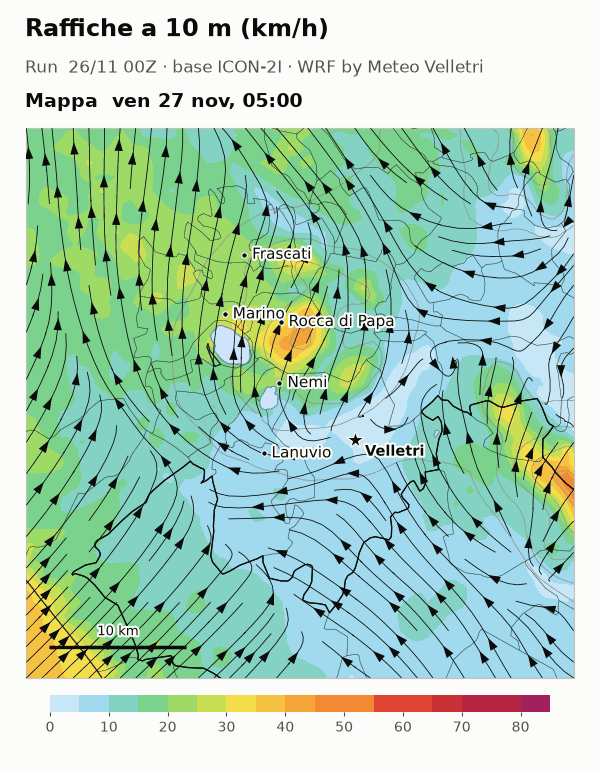 Raffiche a 10 m (km/h)
Run  26/11 00Z · base ICON-2I · WRF by Meteo Velletri
Mappa  ven 27 nov, 05:00
Frascati
Marino
Rocca di Papa
Nemi
Velletri
Lanuvio
10 km
0 10 20 30 40 50 60 70 80